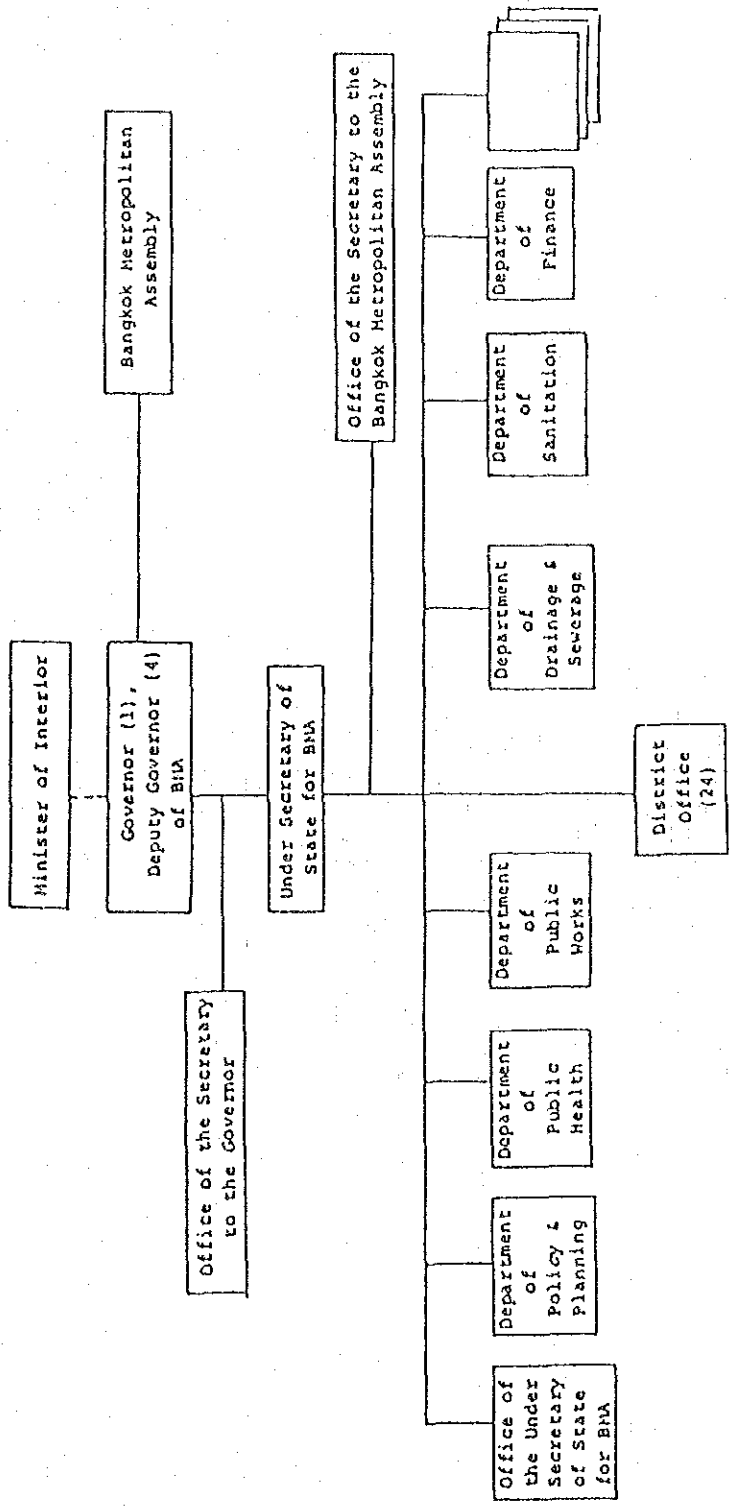 Minister of Interior
Governor (1),
Deputy Governor (4)
of BMA
Bangkok Metropolitan
Assembly
Office of the Secretary
to the Governor
Under Secretary of
State for BMA
Office of the Secretary to the
Bangkok Metropolitan Assembly
Office of
the Under
Secretary
of State
for BMA
Department
of
Policy &
Planning
Department
of
Public
Health
Department
of
Public
Works
Department
of
Drainage &
Sewerage
Department
of
Sanitation
Department
of
Finance
District
Office
(24)